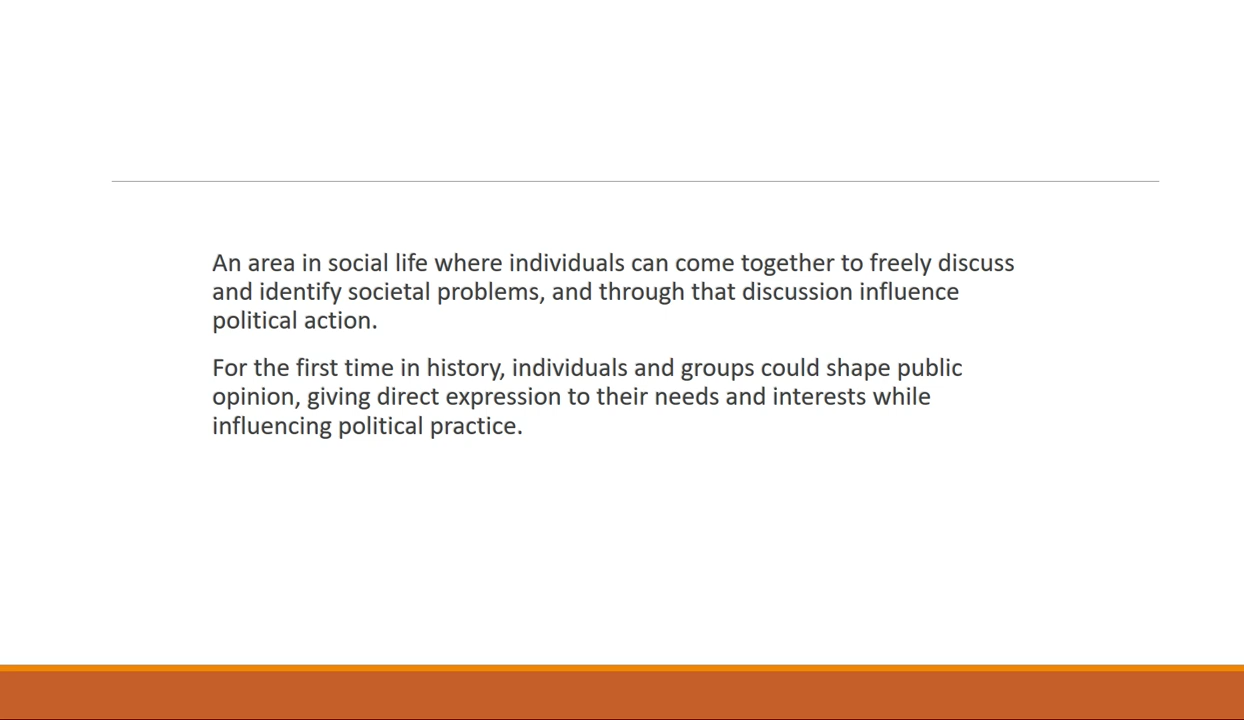 An area in social life where individuals can come together to freely discuss
and identify societal problems, and through that discussion influence
political action.
For the first time in history, individuals and groups could shape public
opinion, giving direct expression to their needs and interests while
influencing political practice.